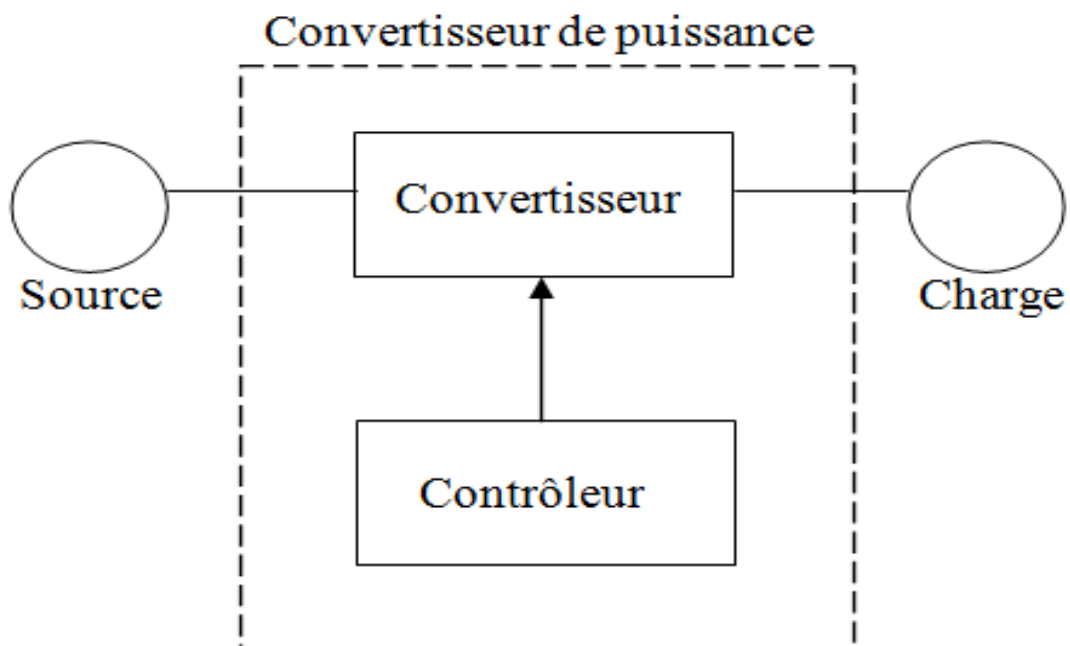 Convertisseur de puissance
Convertisseur
Source
Charge
Contrôleur